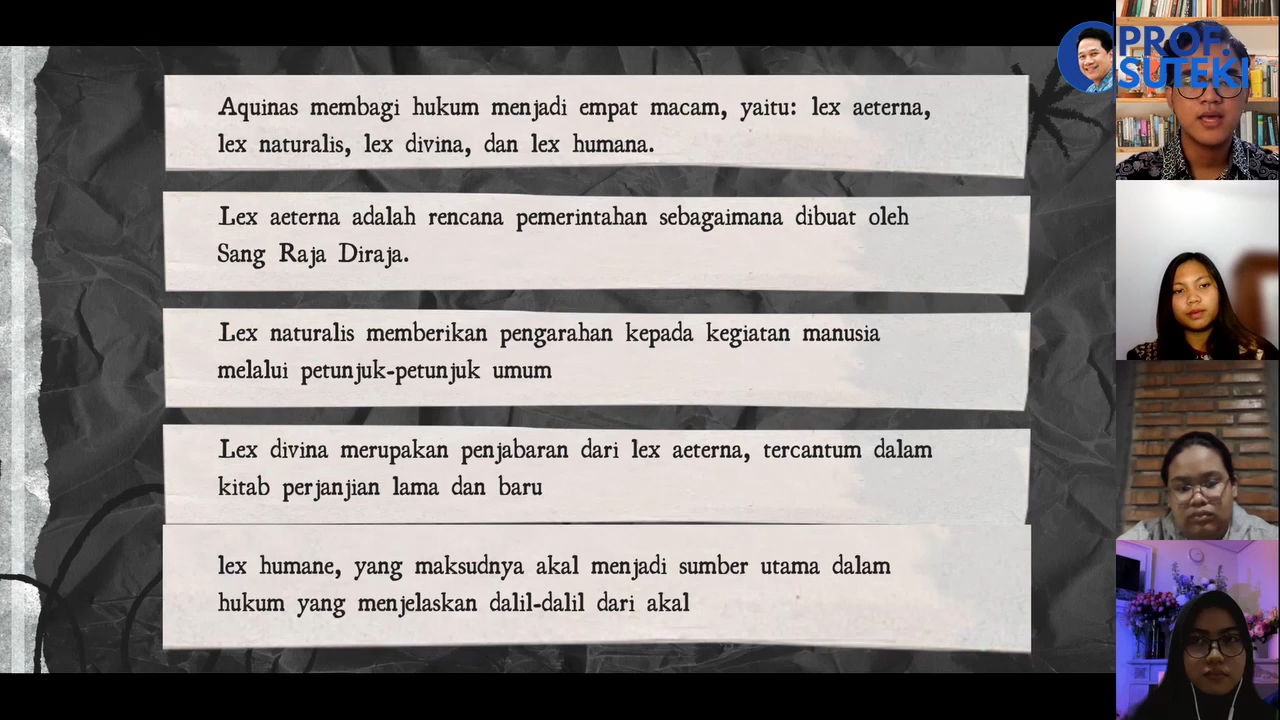 Aquinas membagi hukum menjadi empat macam, yaitu: lex aeterna,
lex naturalis, lex divina, dan lex humana.
Lex aeterna adalah rencana pemerintahan sebagaimana dibuat oleh
Sang Raja Diraja.
Lex naturalis memberikan pengarahan kepada kegiatan manusia
melalui petunjuk-petunjuk umum
Lex divina merupakan penjabaran dari lex aeterna, tercantum dalam
kitab perjanjian lama dan baru
lex humane, yang maksudnya akal menjadi sumber utama dalam
hukum yang menjelaskan dalil-dalil dari akal
PROF.
SUTEKI